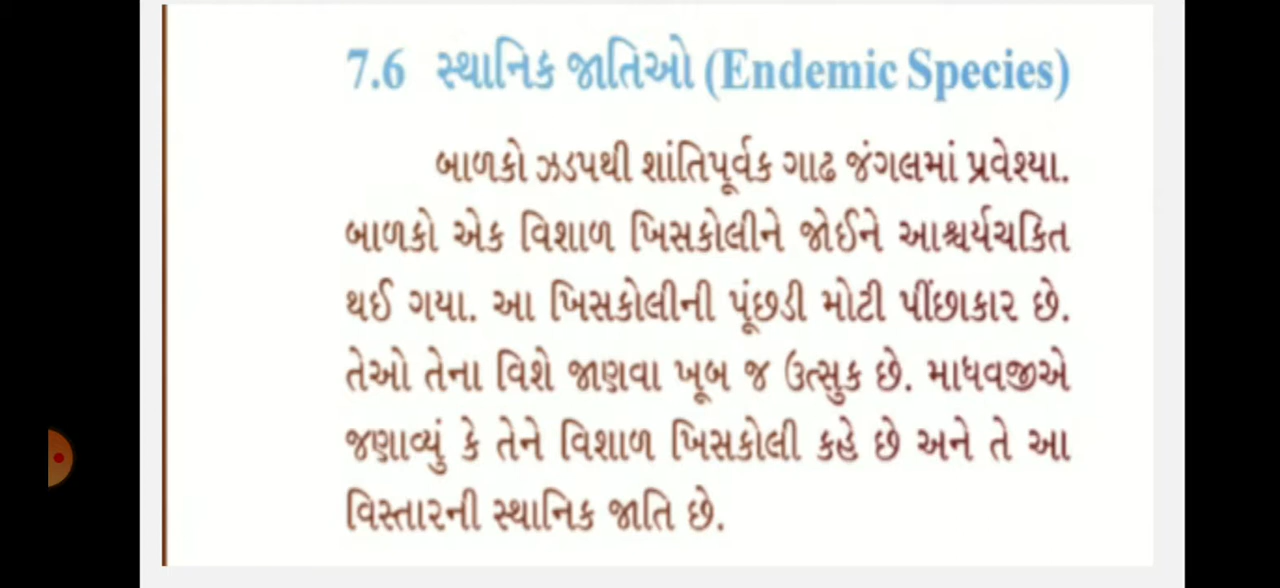 7.6 સ્થાનિક જાતિઓ (Endemic Species)
બાળકો ઝડપથી શાંતિપૂર્વક ગાઢ જંગલમાં પ્રવેશ્યા.
બાળકો એક વિશાળ ખિસકોલીને જોઈને આશ્ચર્યચકિત
થઈ ગયા. આ ખિસકોલીની પૂંછડી મોટી પીંછાકાર છે.
તેઓ તેના વિશે જાણવા ખૂબ જ ઉત્સુક છે. માધવજીએ
જણાવ્યું કે તેને વિશાળ ખિસકોલી કહે છે અને તે આ
વિસ્તારની સ્થાનિક જાતિ છે.